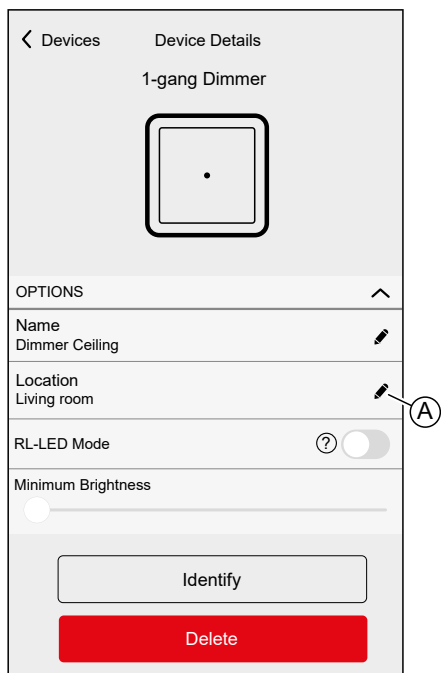 Devices Device Details
1-gang Dimmer
OPTIONS
Name
Dimmer Ceiling
Location
Living room
A
RL-LED Mode ?
Minimum Brightness
Identify
Delete